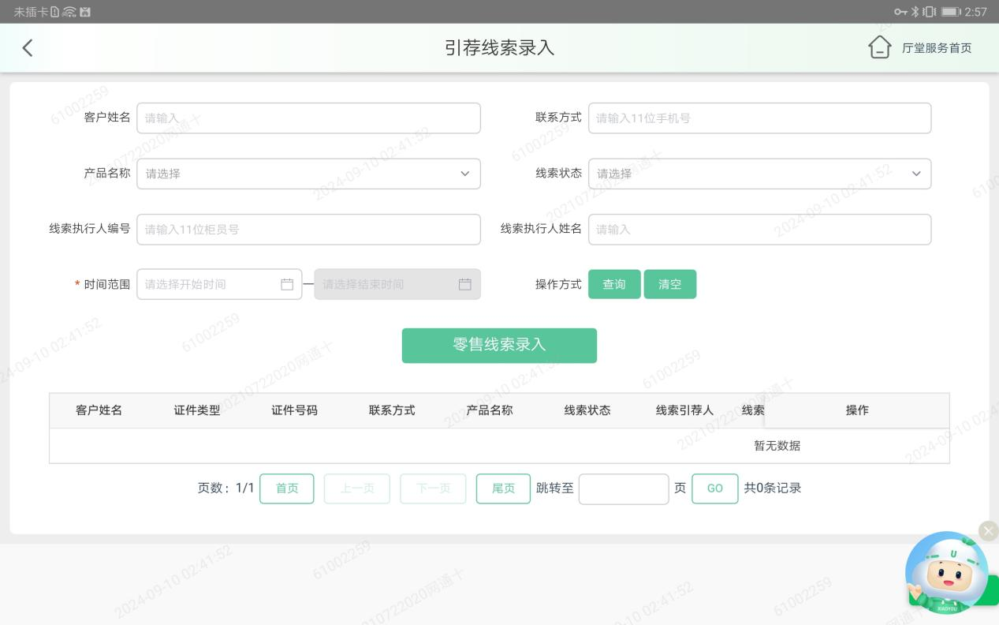 未插卡
2:57
引荐线索录入
厅堂服务首页
客户姓名 请输入
联系方式 请输入11位手机号
产品名称 请选择
线索状态 请选择
线索执行人编号 请输入11位柜员号
线索执行人姓名 请输入
* 时间范围 请选择开始时间 — 请选择结束时间
操作方式 查询 清空
零售线索录入
客户姓名 证件类型 证件号码 联系方式 产品名称 线索状态 线索引荐人 线索 操作
暂无数据
页数：1/1 首页 上一页 下一页 尾页 跳转至 页 GO 共0条记录
U
XIAOYOU
61002259
20210722020网通十
2024-09-10 02:41:52